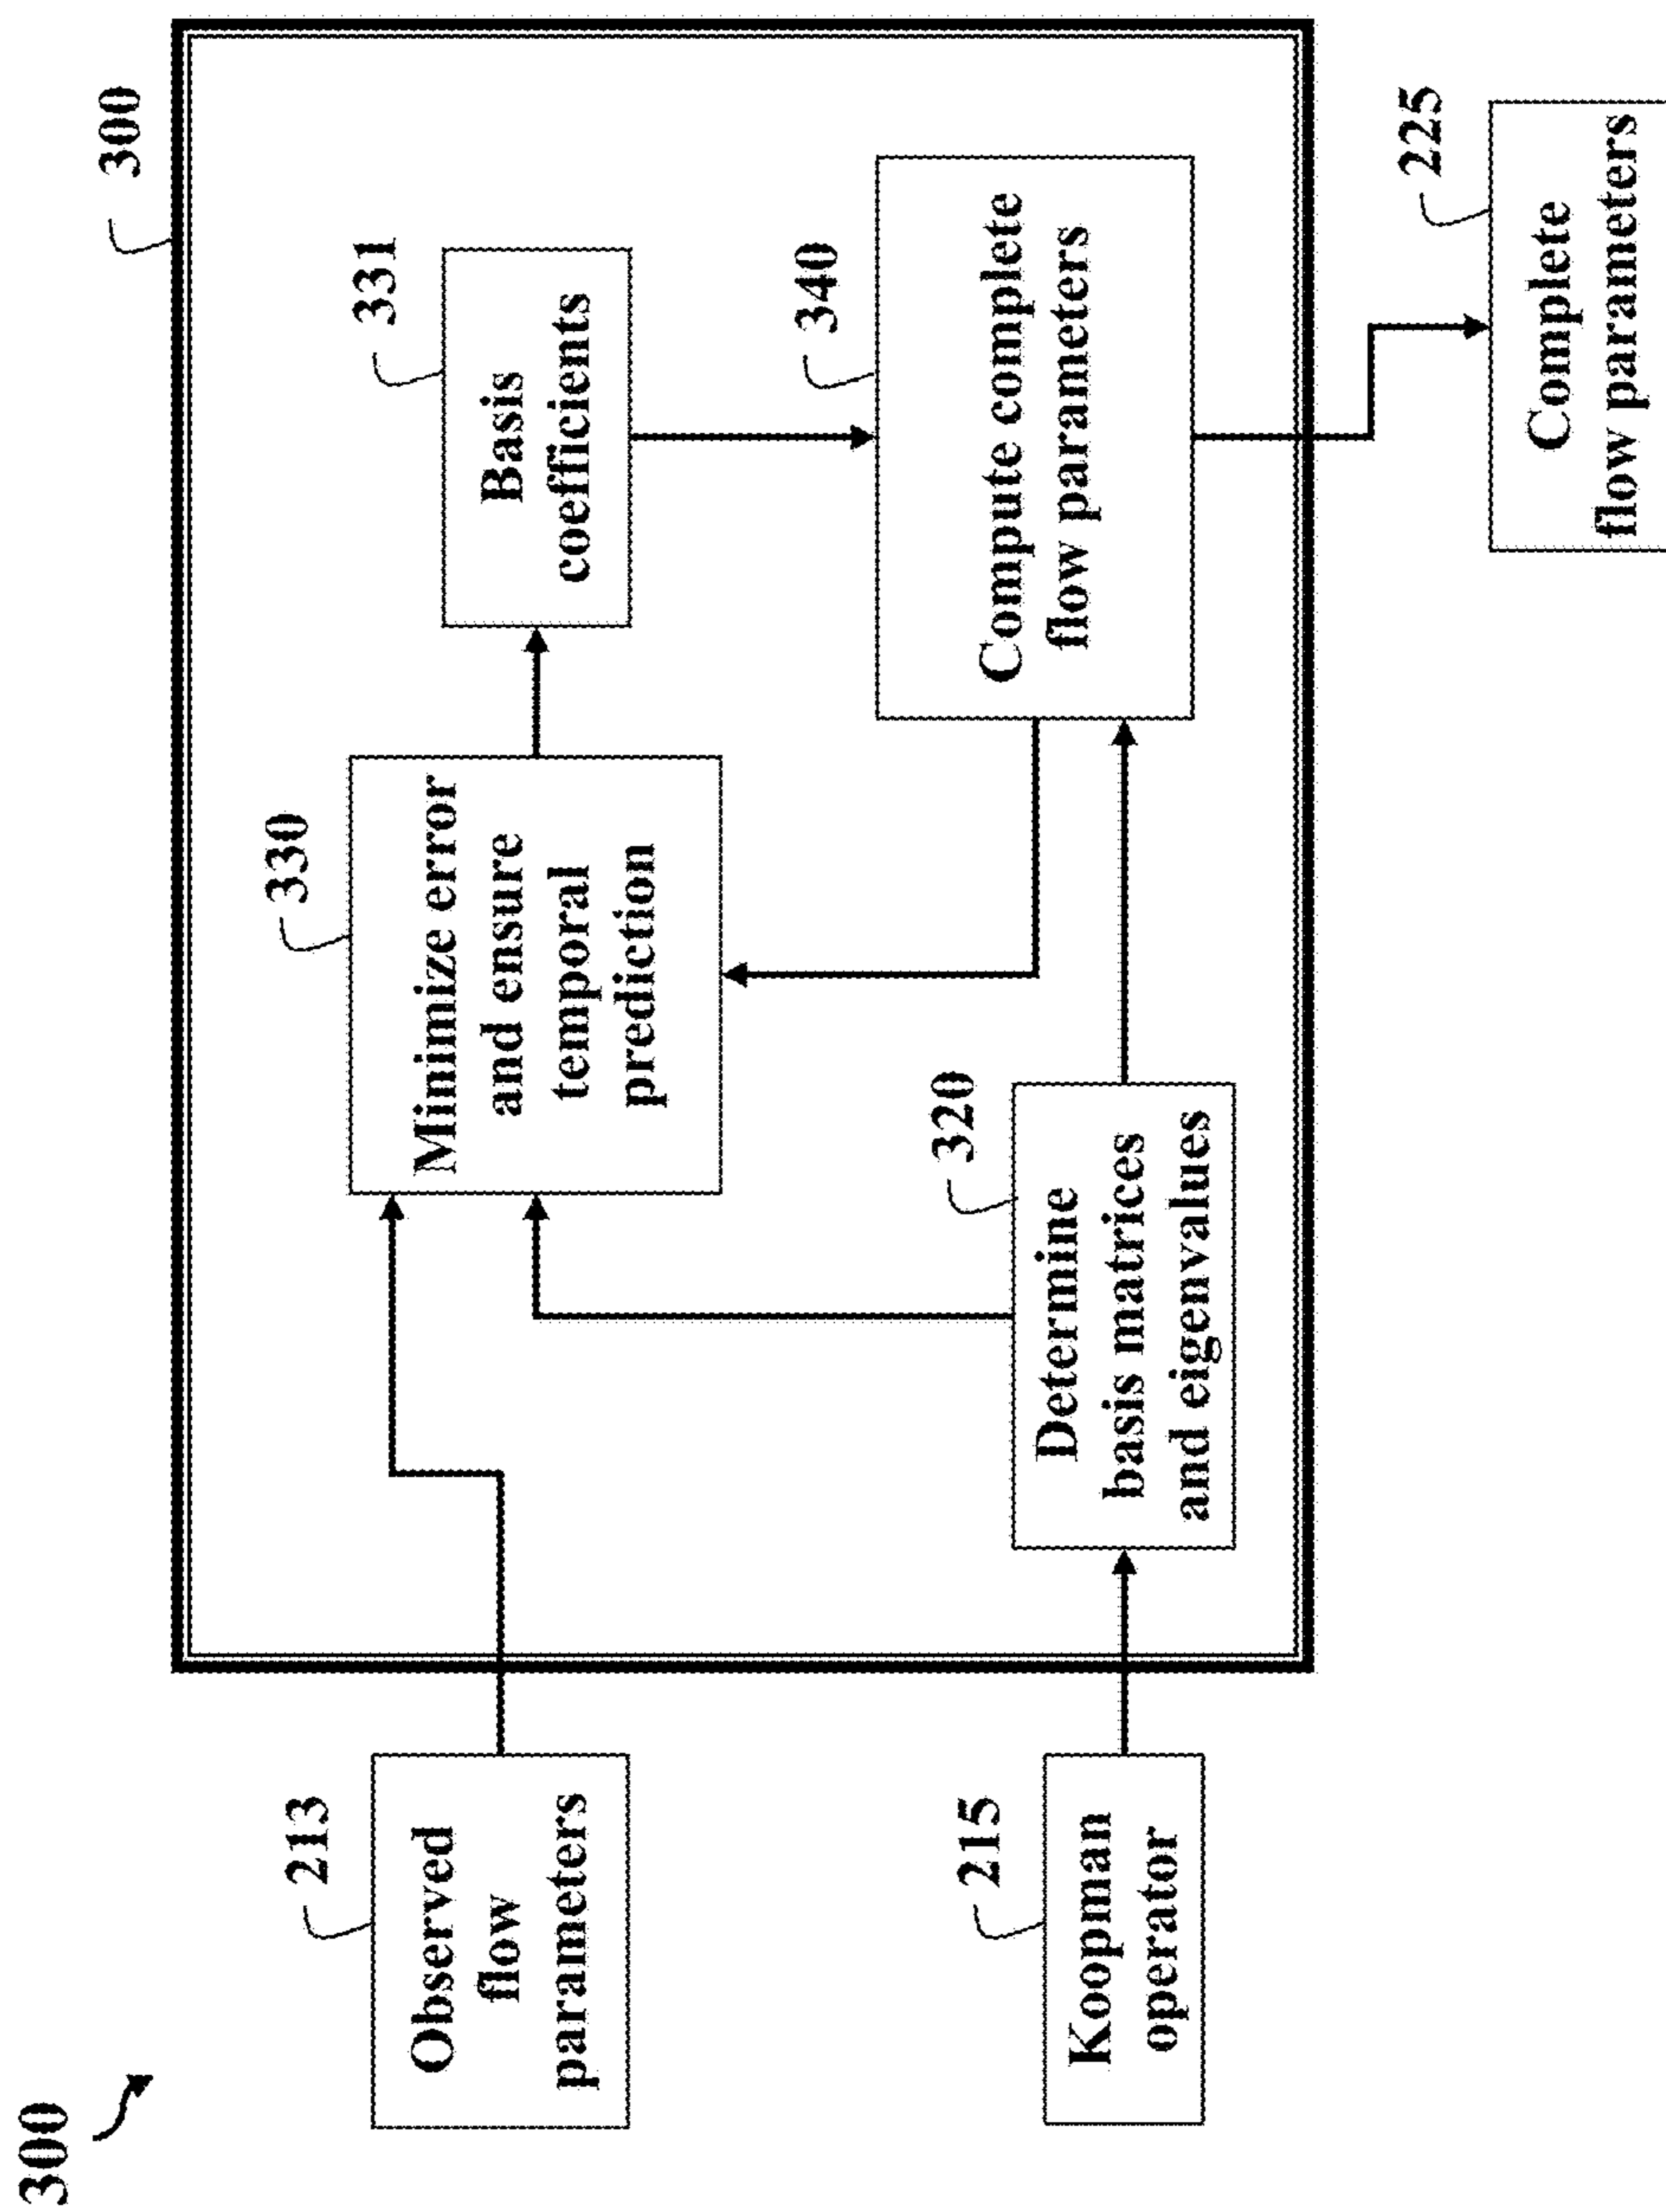 300
300
213
Observed
flow
parameters
330
Minimize error
and ensure
temporal
prediction
331
Basis
coefficients
215
Koopman
operator
320
Determine
basis matrices
and eigenvalues
340
Compute complete
flow parameters
225
Complete
flow parameters